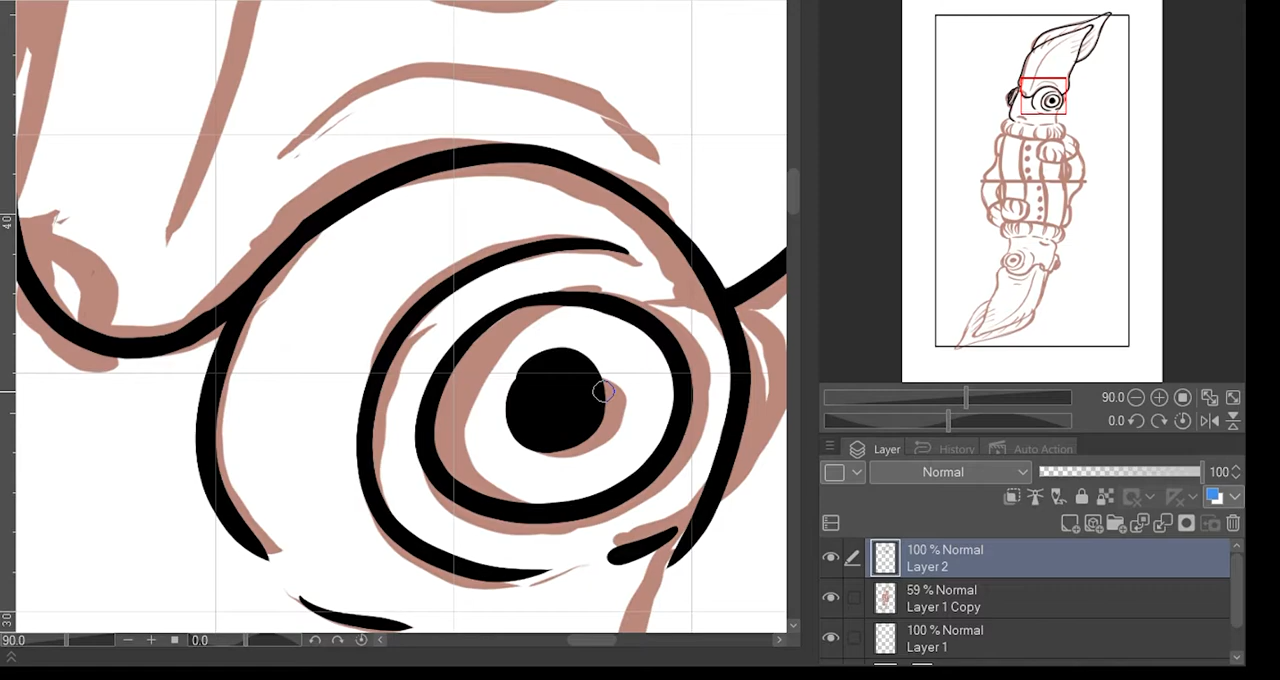 40
30
90.0
0.0
90.0
0.0
Layer
History
Auto Action
Normal
100
100 % Normal
Layer 2
59 % Normal
Layer 1 Copy
100 % Normal
Layer 1